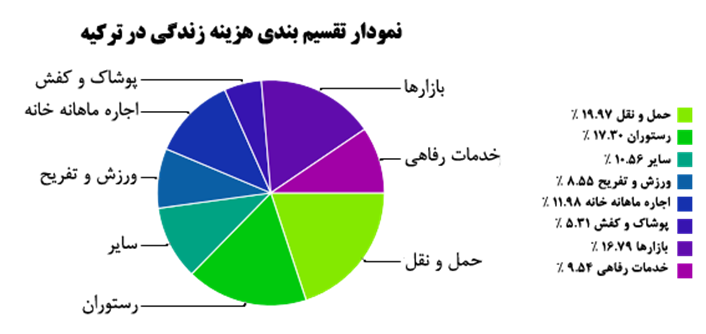 نمودار تقسیم بندی هزینه زندگی در ترکیه
بازارها
خدمات رفاهی
حمل و نقل
پوشاک و کفش
اجاره ماهانه خانه
ورزش و تفریح
سایر
رستوران
حمل و نقل ۱۹.۹۷ ٪
رستوران ۱۷.۳۰ ٪
سایر ۱۰.۵۶ ٪
ورزش و تفریح ۸.۵۵ ٪
اجاره ماهانه خانه ۱۱.۹۸ ٪
پوشاک و کفش ۵.۳۱ ٪
بازارها ۱۶.۷۹ ٪
خدمات رفاهی ۹.۵۴ ٪